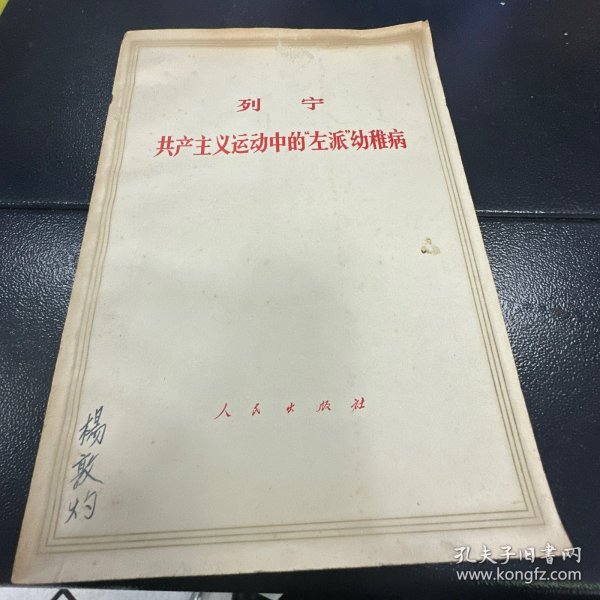 列宁
共产主义运动中的“左派”幼稚病
人民出版社
楊敦灼
孔夫子旧书网
www.kongfz.com